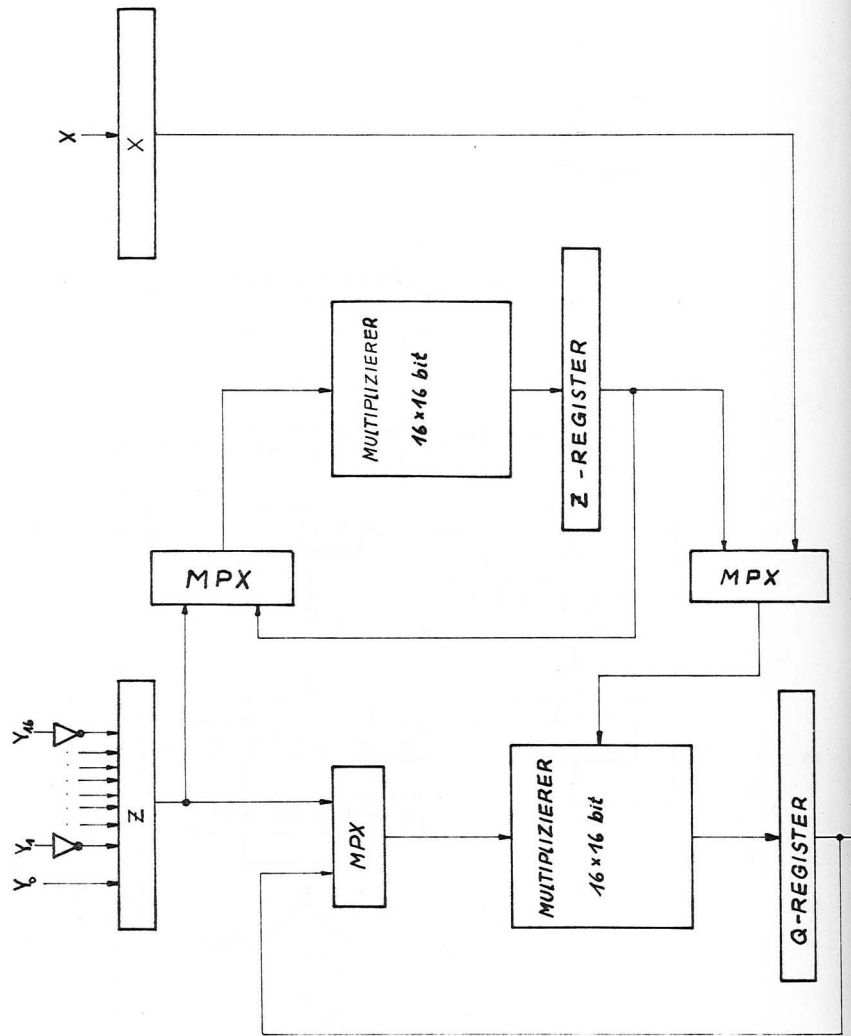 X
X
MULTIPLIZIERER
16×16 bit
Z - REGISTER
MPX
MPX
Y₀ Y₁ . . . Y₁₆
Z
MPX
MULTIPLIZIERER
16×16 bit
Q-REGISTER